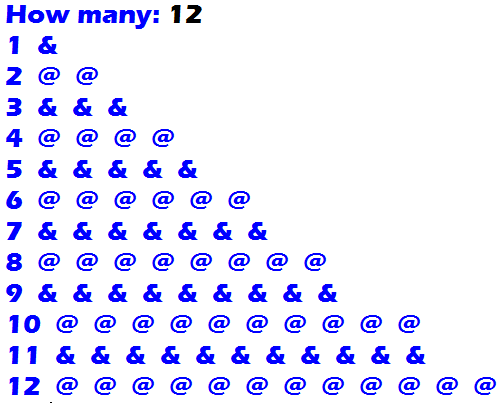 How many: 12
1 &
2 @ @
3 & & &
4 @ @ @ @
5 & & & & &
6 @ @ @ @ @ @
7 & & & & & & &
8 @ @ @ @ @ @ @ @
9 & & & & & & & & &
10 @ @ @ @ @ @ @ @ @ @
11 & & & & & & & & & & &
12 @ @ @ @ @ @ @ @ @ @ @ @